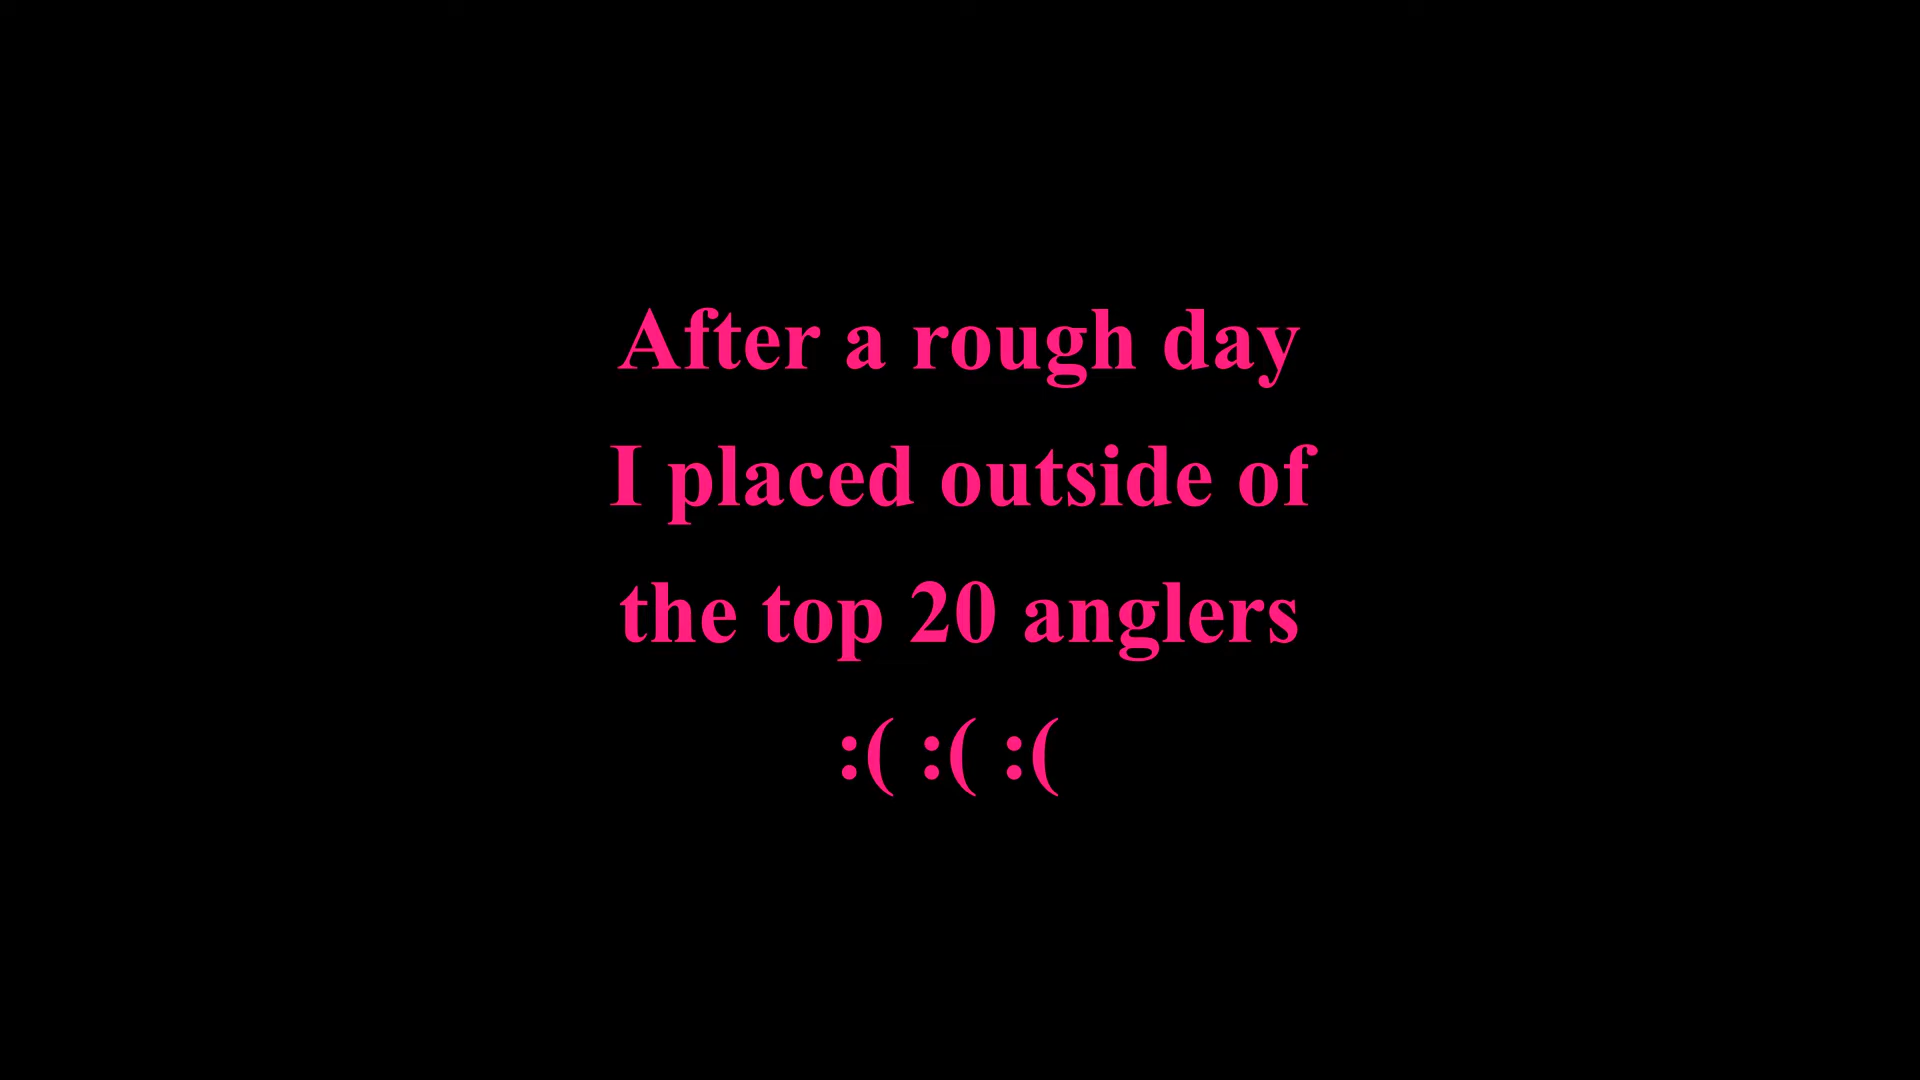 After a rough day
I placed outside of
the top 20 anglers
:( :( :(